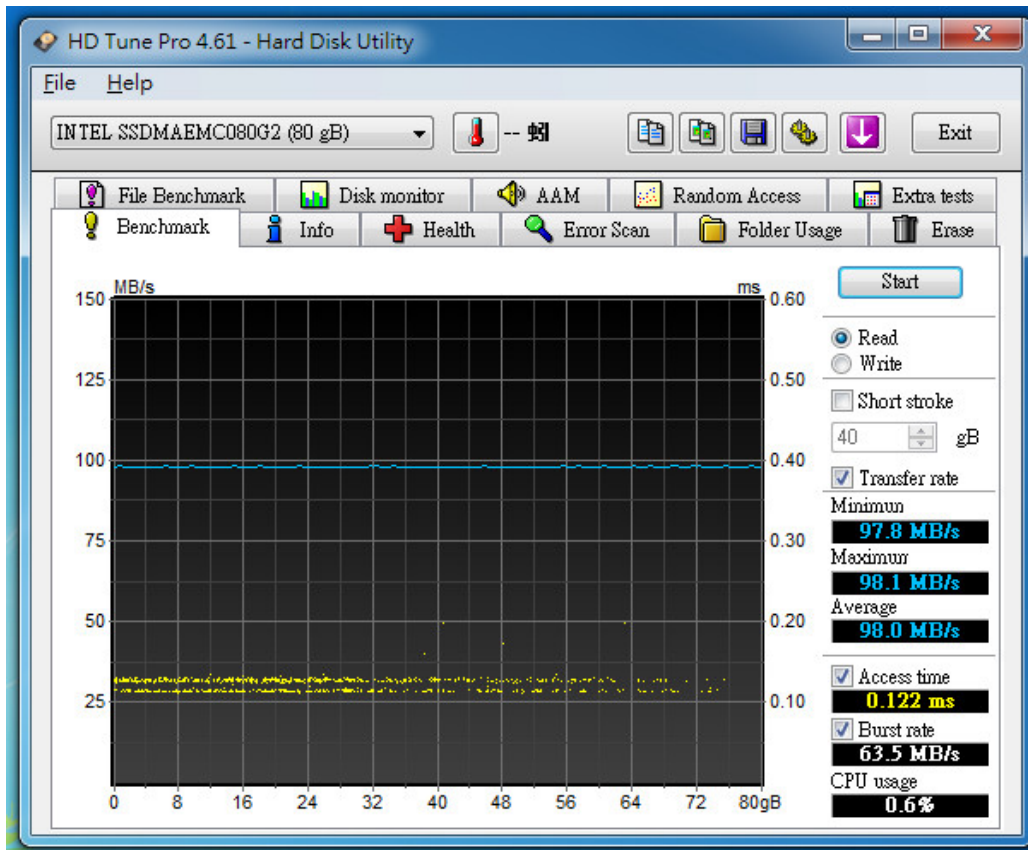 HD Tune Pro 4.61 - Hard Disk Utility
File Help
INTEL SSDMAEMC080G2 (80 gB)
-- 蚓
Exit
File Benchmark
Disk monitor
AAM
Random Access
Extra tests
Benchmark
Info
Health
Error Scan
Folder Usage
Erase
MB/s
ms
150
125
100
75
50
25
0.60
0.50
0.40
0.30
0.20
0.10
0 8 16 24 32 40 48 56 64 72 80gB
Start
Read
Write
Short stroke
40 gB
Transfer rate
Minimun
97.8 MB/s
Maximun
98.1 MB/s
Average
98.0 MB/s
Access time
0.122 ms
Burst rate
63.5 MB/s
CPU usage
0.6%